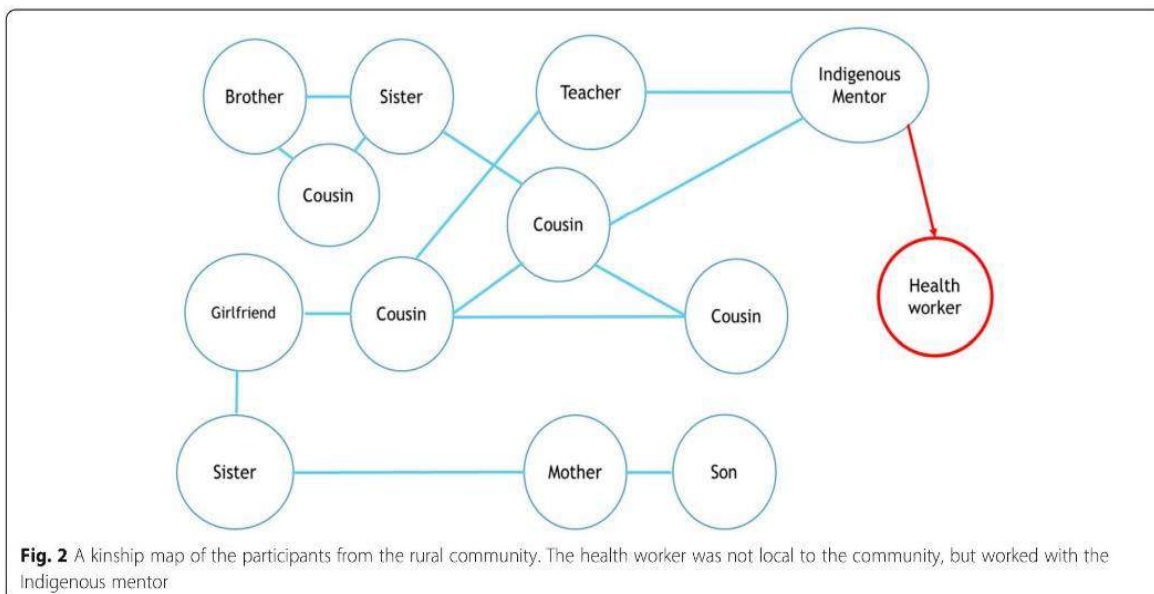 Brother
Sister
Teacher
Indigenous
Mentor
Cousin
Cousin
Girlfriend
Cousin
Cousin
Health
worker
Sister
Mother
Son
Fig. 2 A kinship map of the participants from the rural community. The health worker was not local to the community, but worked with the
Indigenous mentor